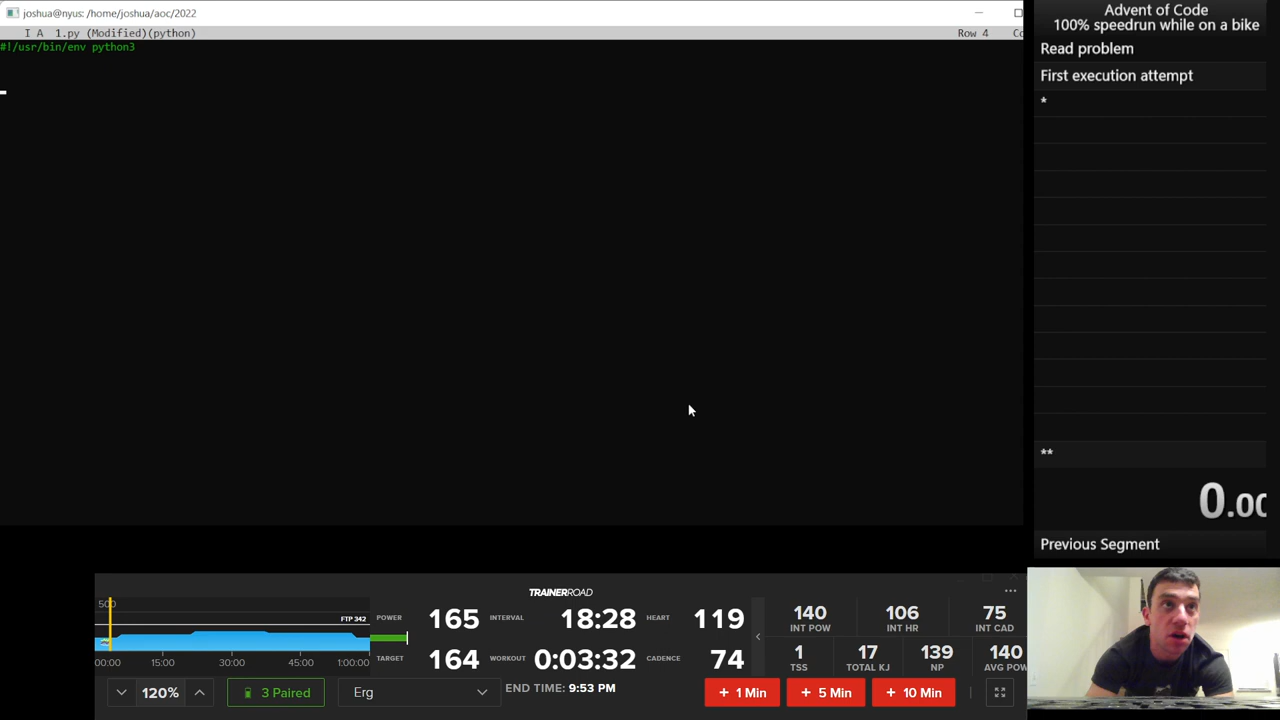 joshua@nyus: /home/joshua/aoc/2022
I A 1.py (Modified)(python) Row 4 Co
#!/usr/bin/env python3
Advent of Code
100% speedrun while on a bike
Read problem
First execution attempt
*
**
0.00
Previous Segment
TRAINERROAD
500
FTP 342
00:00 15:00 30:00 45:00 1:00:00
POWER 165 INTERVAL 18:28 HEART 119
TARGET 164 WORKOUT 0:03:32 CADENCE 74
140 106 75
INT POW INT HR INT CAD
1 17 139 140
TSS TOTAL KJ NP AVG POW
120% 3 Paired Erg END TIME: 9:53 PM + 1 Min + 5 Min + 10 Min